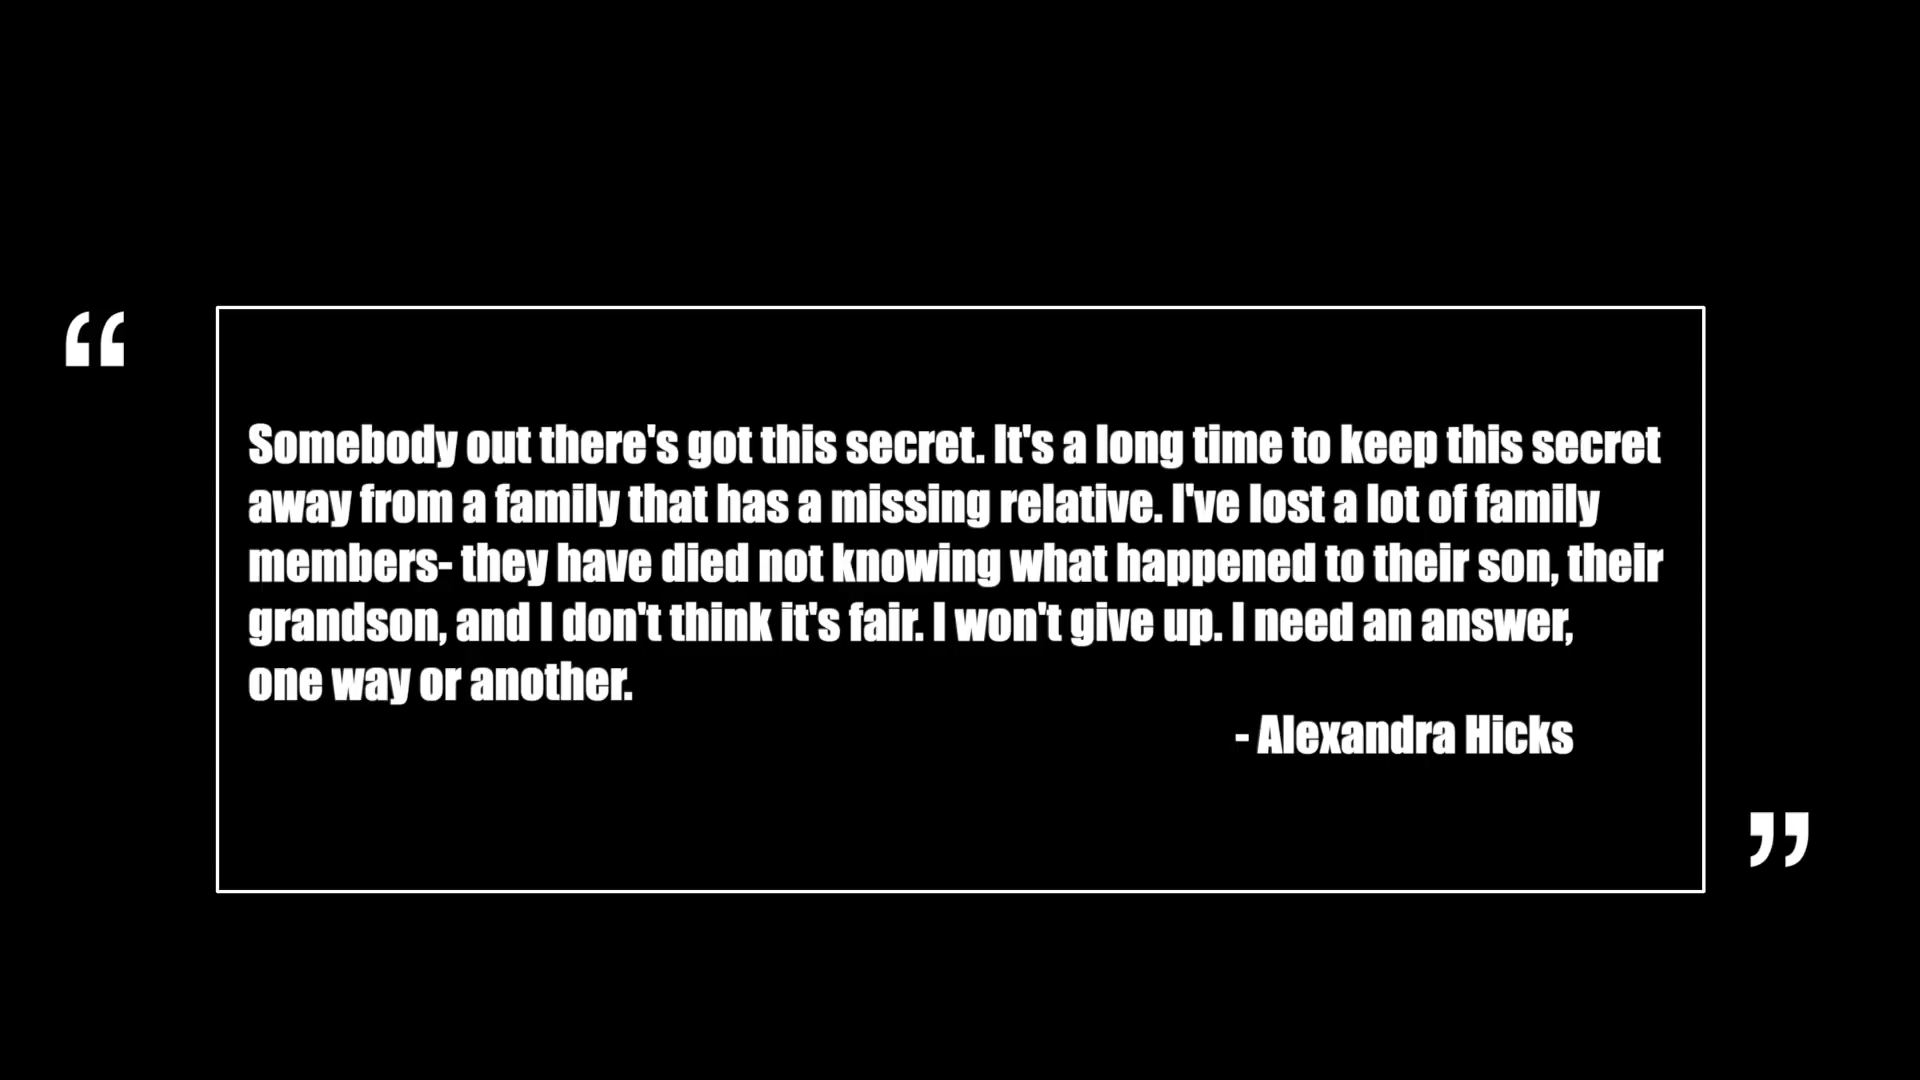 “
Somebody out there's got this secret. It's a long time to keep this secret
away from a family that has a missing relative. I've lost a lot of family
members- they have died not knowing what happened to their son, their
grandson, and I don't think it's fair. I won't give up. I need an answer,
one way or another.
- Alexandra Hicks
”